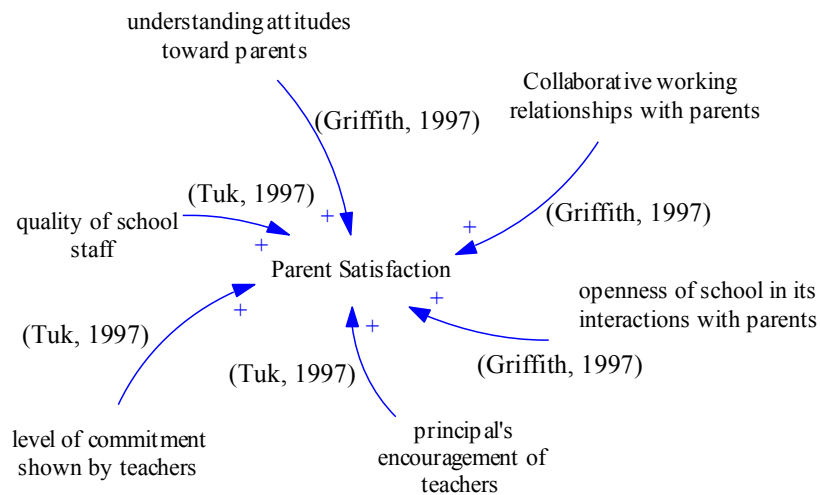 understanding attitudes
toward parents
Collaborative working
relationships with parents
(Griffith, 1997)
(Tuk, 1997)
(Griffith, 1997)
quality of school
staff
+
+
+
Parent Satisfaction
openness of school in its
interactions with parents
+
+
+
(Tuk, 1997)
(Tuk, 1997)
(Griffith, 1997)
level of commitment
shown by teachers
principal's
encouragement of
teachers